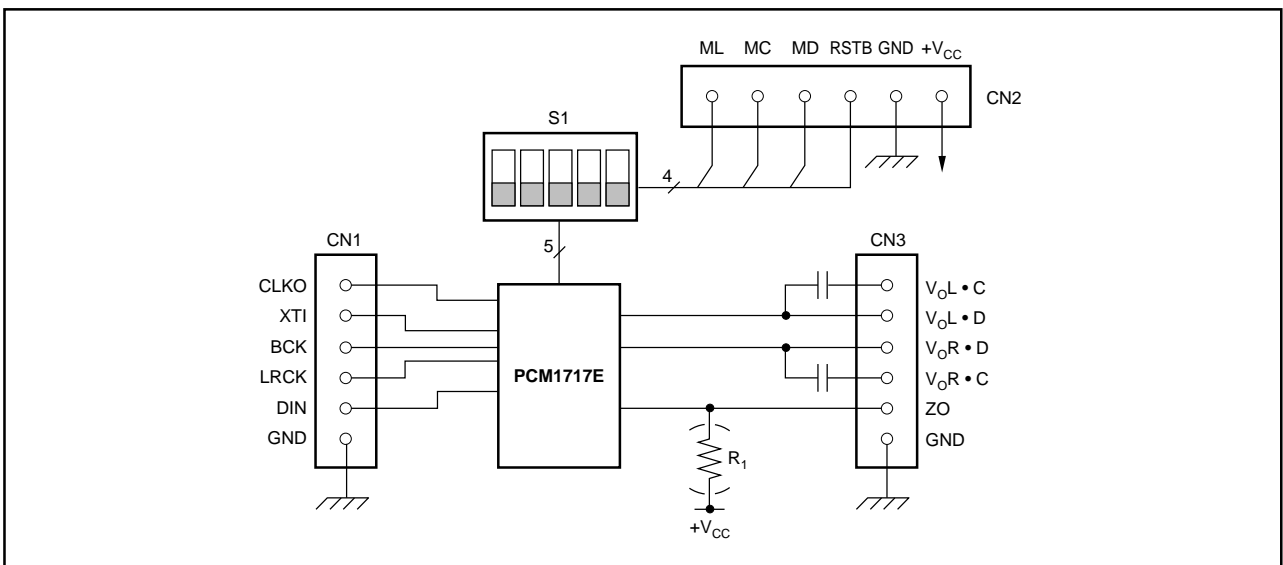 ML MC MD RSTB GND +VCC
CN2
S1
4
5
CN1
CN3
CLKO
XTI
BCK
LRCK
DIN
GND
PCM1717E
VOL • C
VOL • D
VOR • D
VOR • C
ZO
GND
R1
+VCC